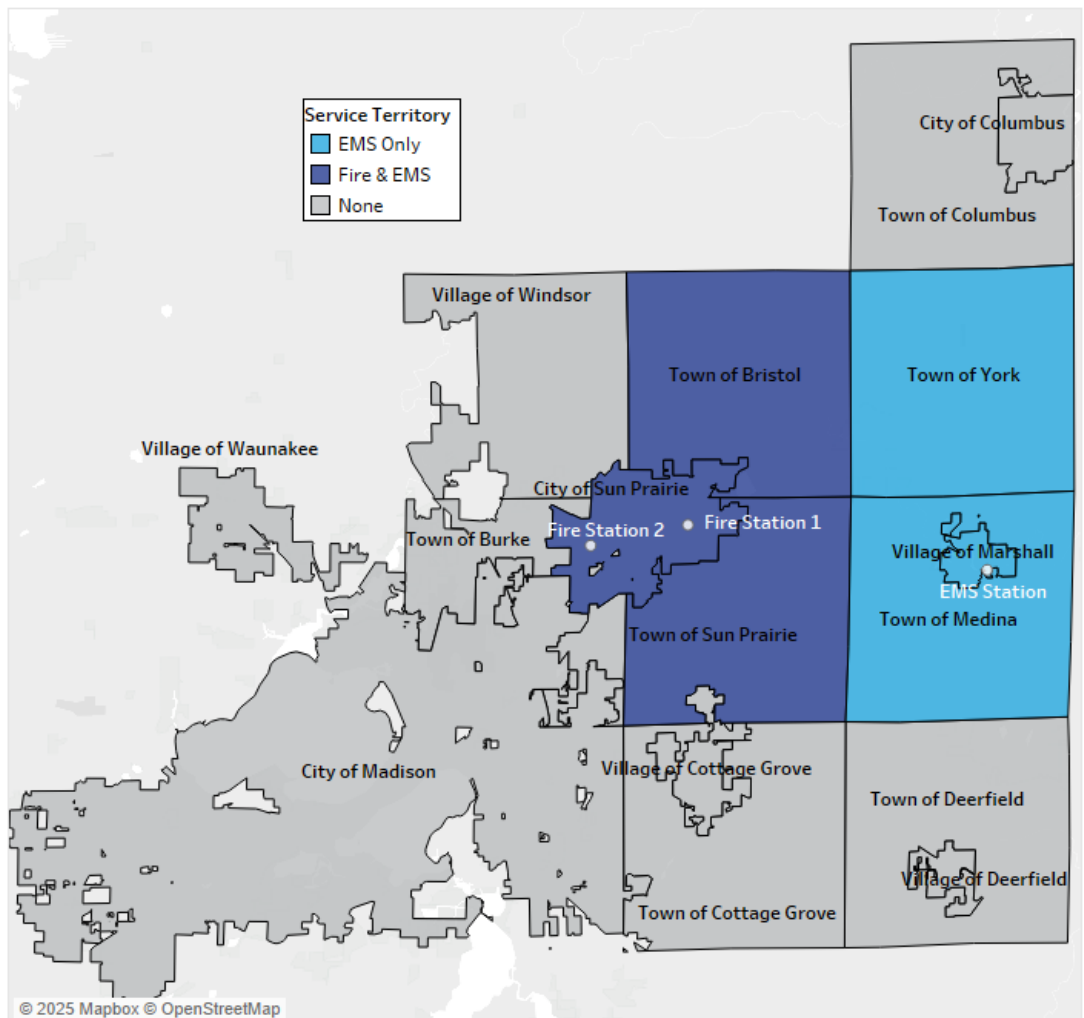 City of Columbus
Service Territory
EMS Only
Fire & EMS
None
Town of Columbus
Village of Windsor
Town of Bristol
Town of York
Village of Waunakee
City of Sun Prairie
Fire Station 1
Fire Station 2
Town of Burke
Village of Marshall
EMS Station
Town of Medina
Town of Sun Prairie
City of Madison
Village of Cottage Grove
Town of Deerfield
Village of Deerfield
Town of Cottage Grove
© 2025 Mapbox © OpenStreetMap